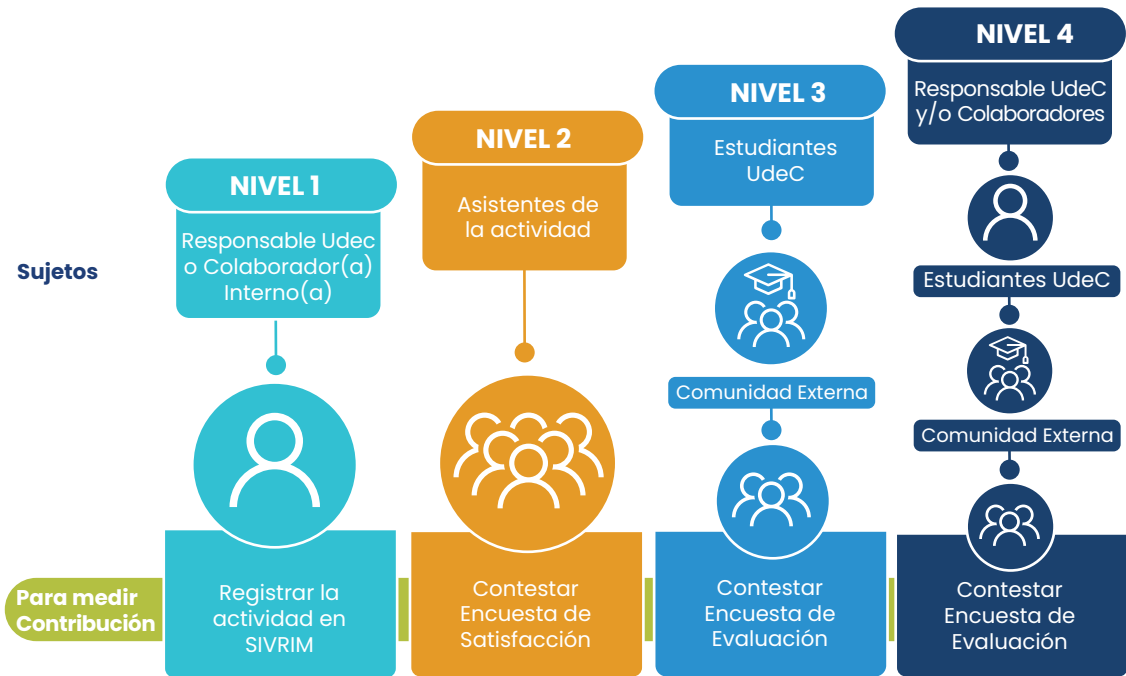 Sujetos
Para medir
Contribución
NIVEL 1
Responsable Udec
o Colaborador(a)
Interno(a)
Registrar la
actividad en
SIVRIM
NIVEL 2
Asistentes de
la actividad
Contestar
Encuesta de
Satisfacción
NIVEL 3
Estudiantes
UdeC
Comunidad Externa
Contestar
Encuesta de
Evaluación
NIVEL 4
Responsable UdeC
y/o Colaboradores
Estudiantes UdeC
Comunidad Externa
Contestar
Encuesta de
Evaluación